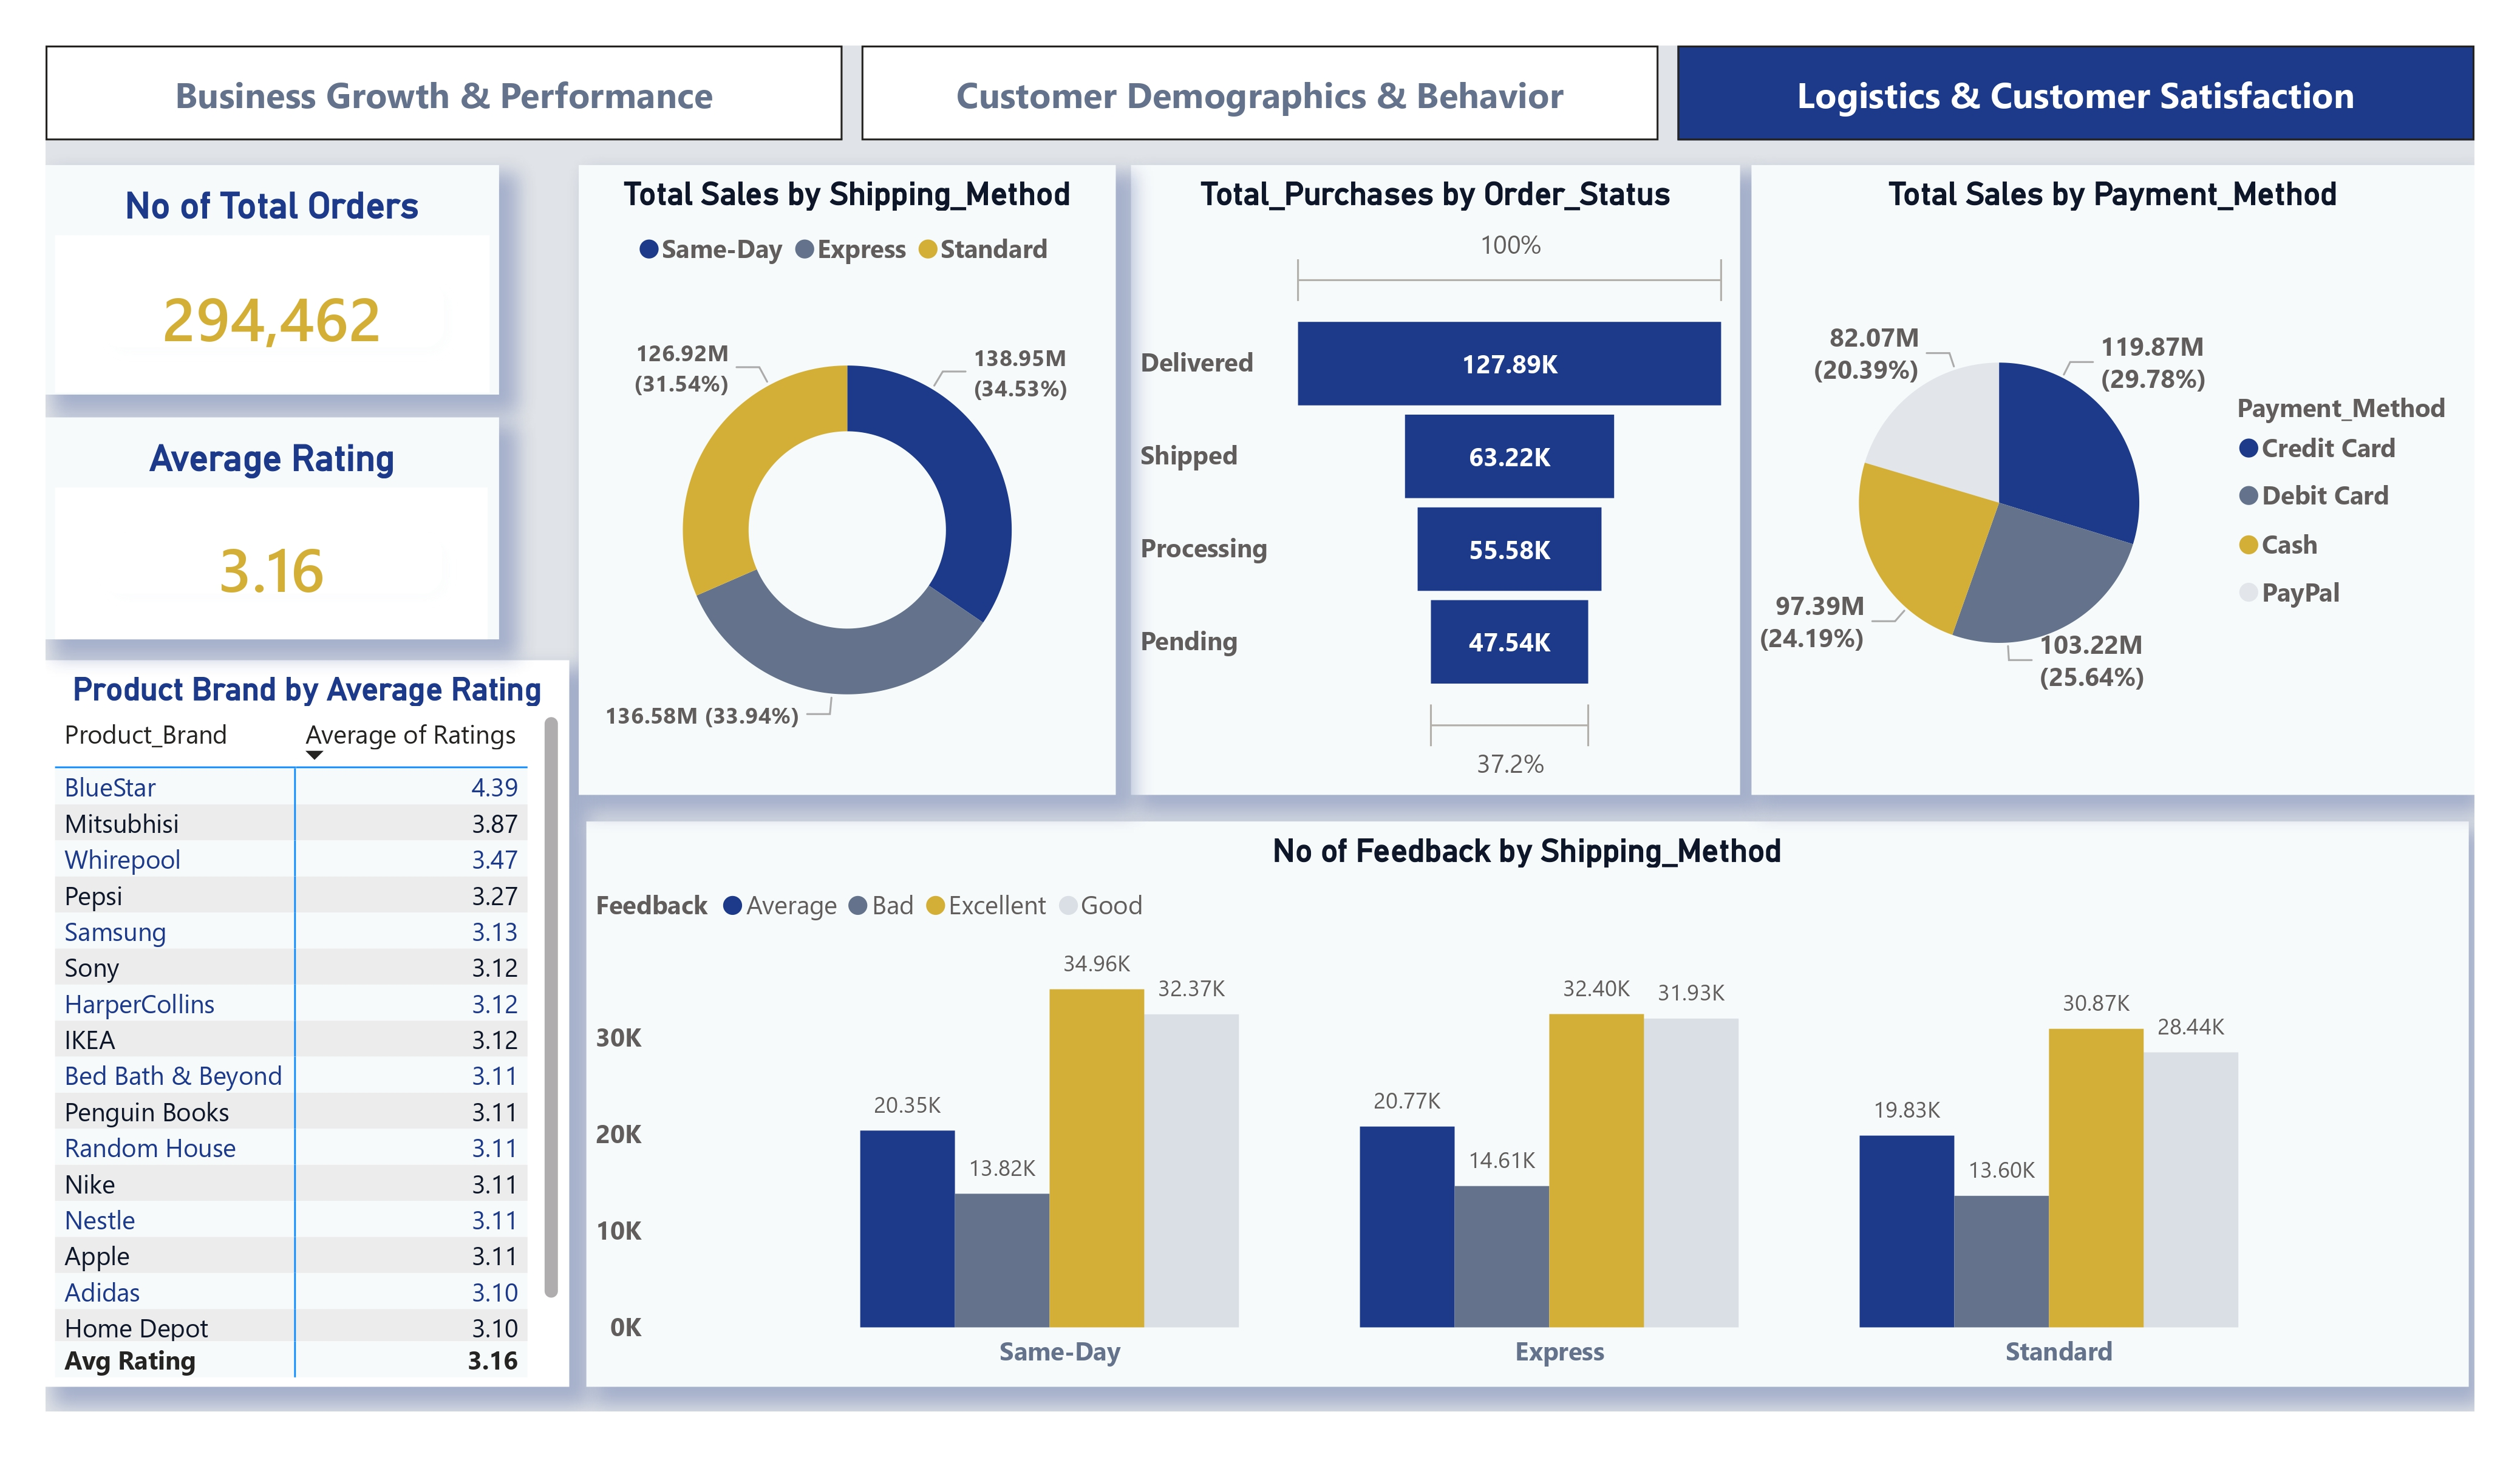 Business Growth & Performance
Customer Demographics & Behavior
Logistics & Customer Satisfaction
No of Total Orders
294,462
Average Rating
3.16
Product Brand by Average Rating
Product_Brand Average of Ratings
BlueStar 4.39
Mitsubhisi 3.87
Whirepool 3.47
Pepsi 3.27
Samsung 3.13
Sony 3.12
HarperCollins 3.12
IKEA 3.12
Bed Bath & Beyond 3.11
Penguin Books 3.11
Random House 3.11
Nike 3.11
Nestle 3.11
Apple 3.11
Adidas 3.10
Home Depot 3.10
Avg Rating 3.16
Total Sales by Shipping_Method
Same-Day Express Standard
126.92M
(31.54%)
138.95M
(34.53%)
136.58M (33.94%)
Total_Purchases by Order_Status
100%
Delivered 127.89K
Shipped 63.22K
Processing 55.58K
Pending 47.54K
37.2%
Total Sales by Payment_Method
82.07M
(20.39%)
119.87M
(29.78%)
97.39M
(24.19%)
103.22M
(25.64%)
Payment_Method
Credit Card
Debit Card
Cash
PayPal
No of Feedback by Shipping_Method
Feedback Average Bad Excellent Good
30K
20K
10K
0K
20.35K
13.82K
34.96K
32.37K
20.77K
14.61K
32.40K
31.93K
19.83K
13.60K
30.87K
28.44K
Same-Day
Express
Standard